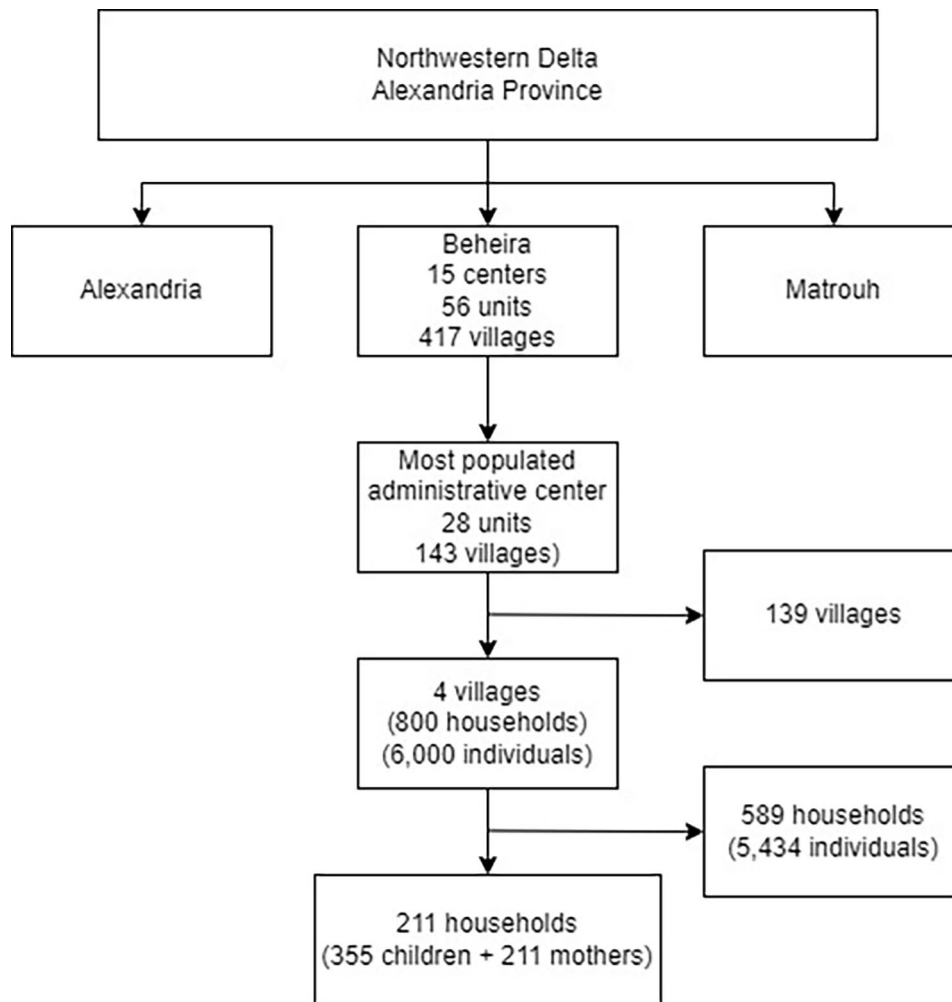 Northwestern Delta
Alexandria Province
Alexandria
Beheira
15 centers
56 units
417 villages
Matrouh
Most populated
administrative center
28 units
143 villages)
139 villages
4 villages
(800 households)
(6,000 individuals)
589 households
(5,434 individuals)
211 households
(355 children + 211 mothers)